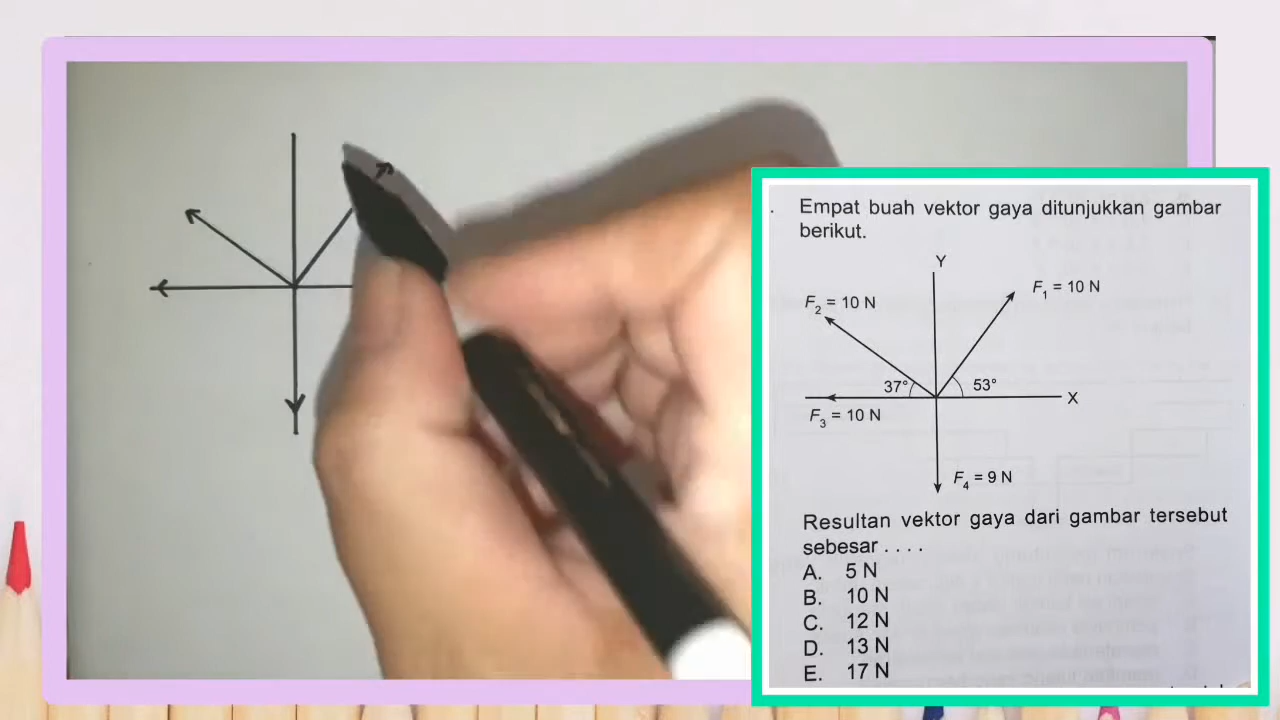 . Empat buah vektor gaya ditunjukkan gambar
berikut.
Y
F₁ = 10 N
F₂ = 10 N
37°
53°
X
F₃ = 10 N
F₄ = 9 N
Resultan vektor gaya dari gambar tersebut
sebesar . . . .
A. 5 N
B. 10 N
C. 12 N
D. 13 N
E. 17 N